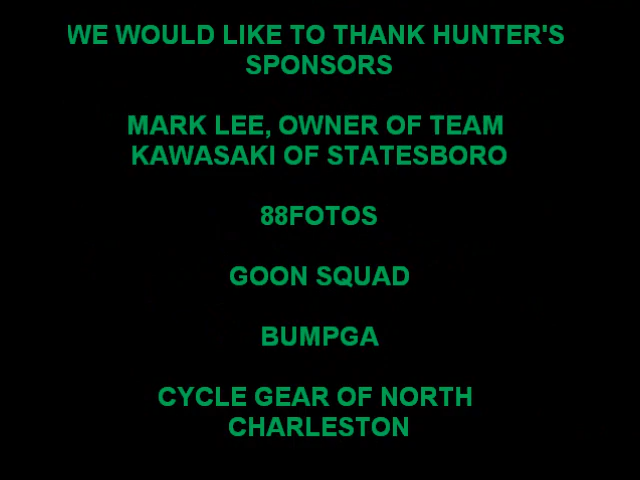 WE WOULD LIKE TO THANK HUNTER'S
SPONSORS
MARK LEE, OWNER OF TEAM
KAWASAKI OF STATESBORO
88FOTOS
GOON SQUAD
BUMPGA
CYCLE GEAR OF NORTH
CHARLESTON